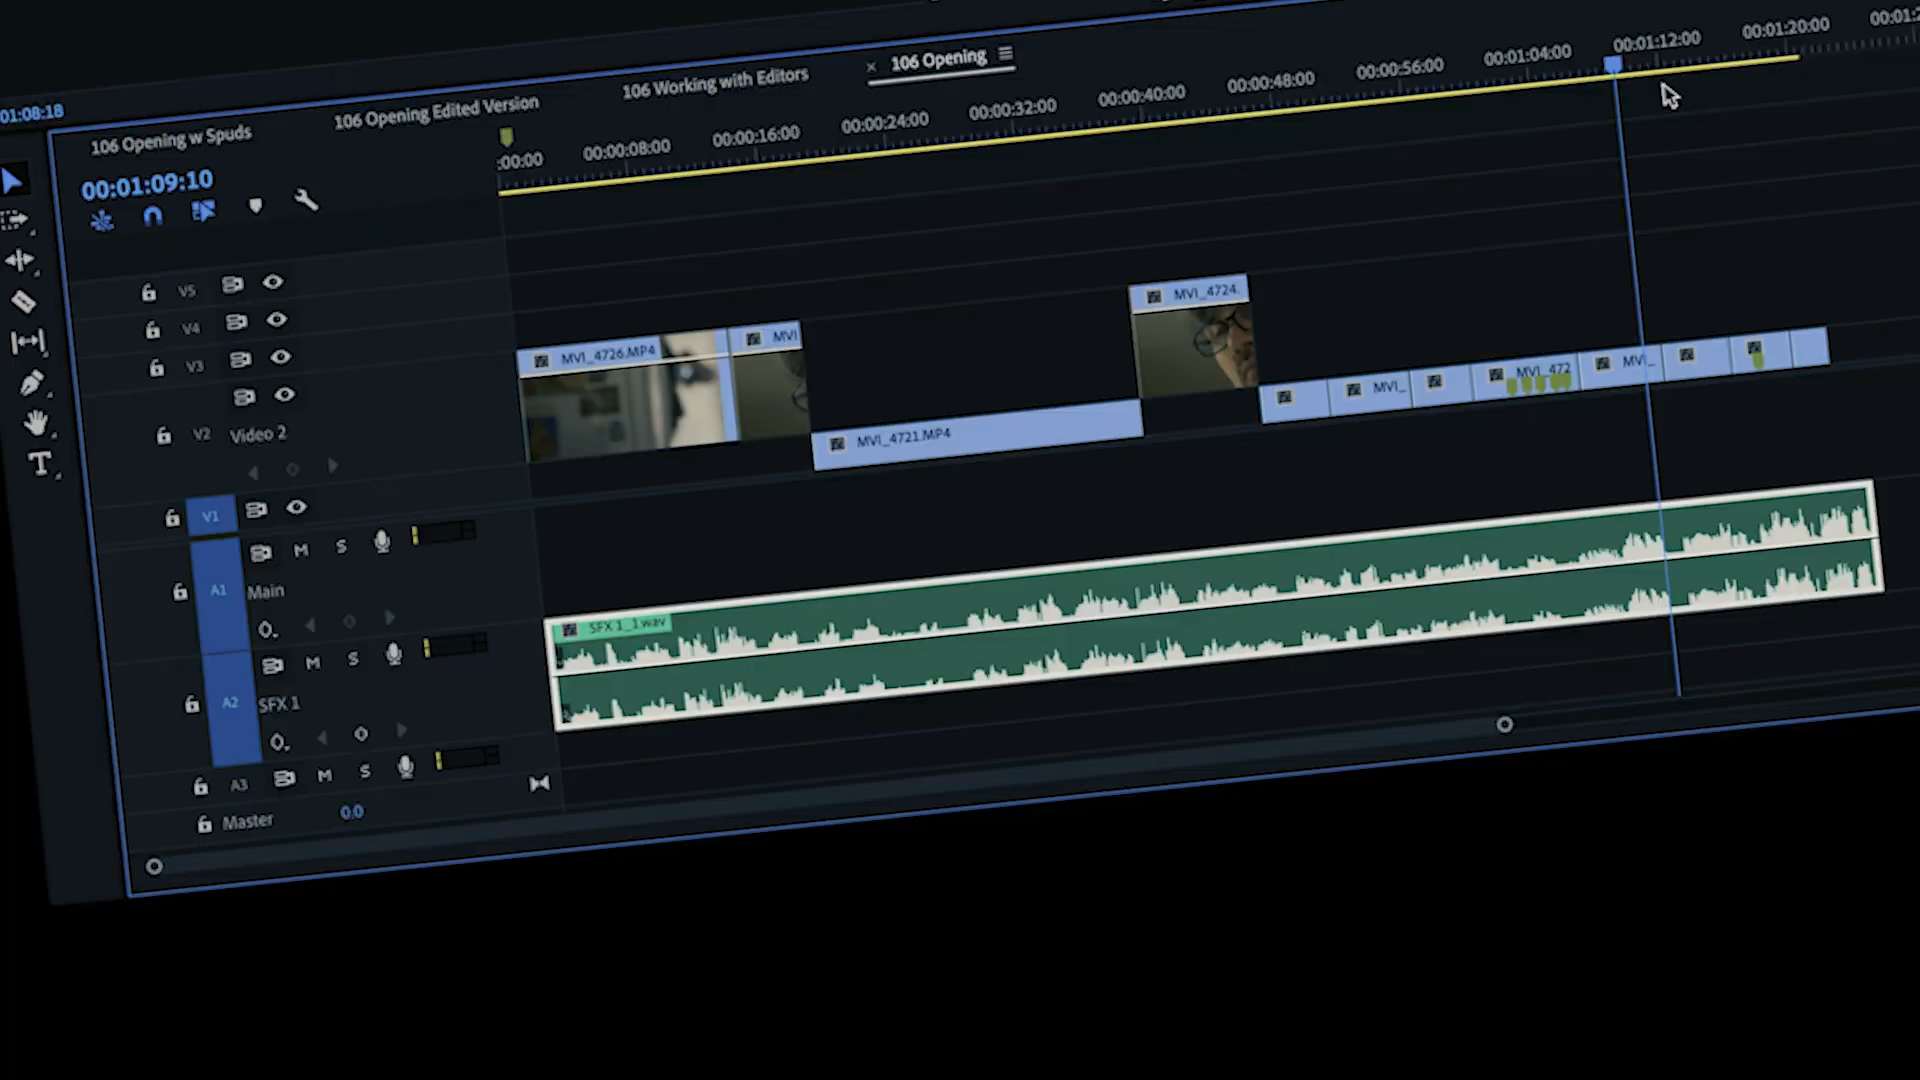 01:08:18
106 Opening w Spuds
106 Opening Edited Version
106 Working with Editors
× 106 Opening
00:01:09:10
:00:00
00:00:08:00
00:00:16:00
00:00:24:00
00:00:32:00
00:00:40:00
00:00:48:00
00:00:56:00
00:01:04:00
00:01:12:00
00:01:20:00
V5
V4
V3
V2 Video 2
V1
A1 M S
Main
A2 M S
SFX 1
A3 M S
Master 0.0
MVI_4726.MP4
MVI
MVI_4721.MP4
MVI_4724.
MVI_
MVI_472
MVI_
SFX 1_1.wav
T